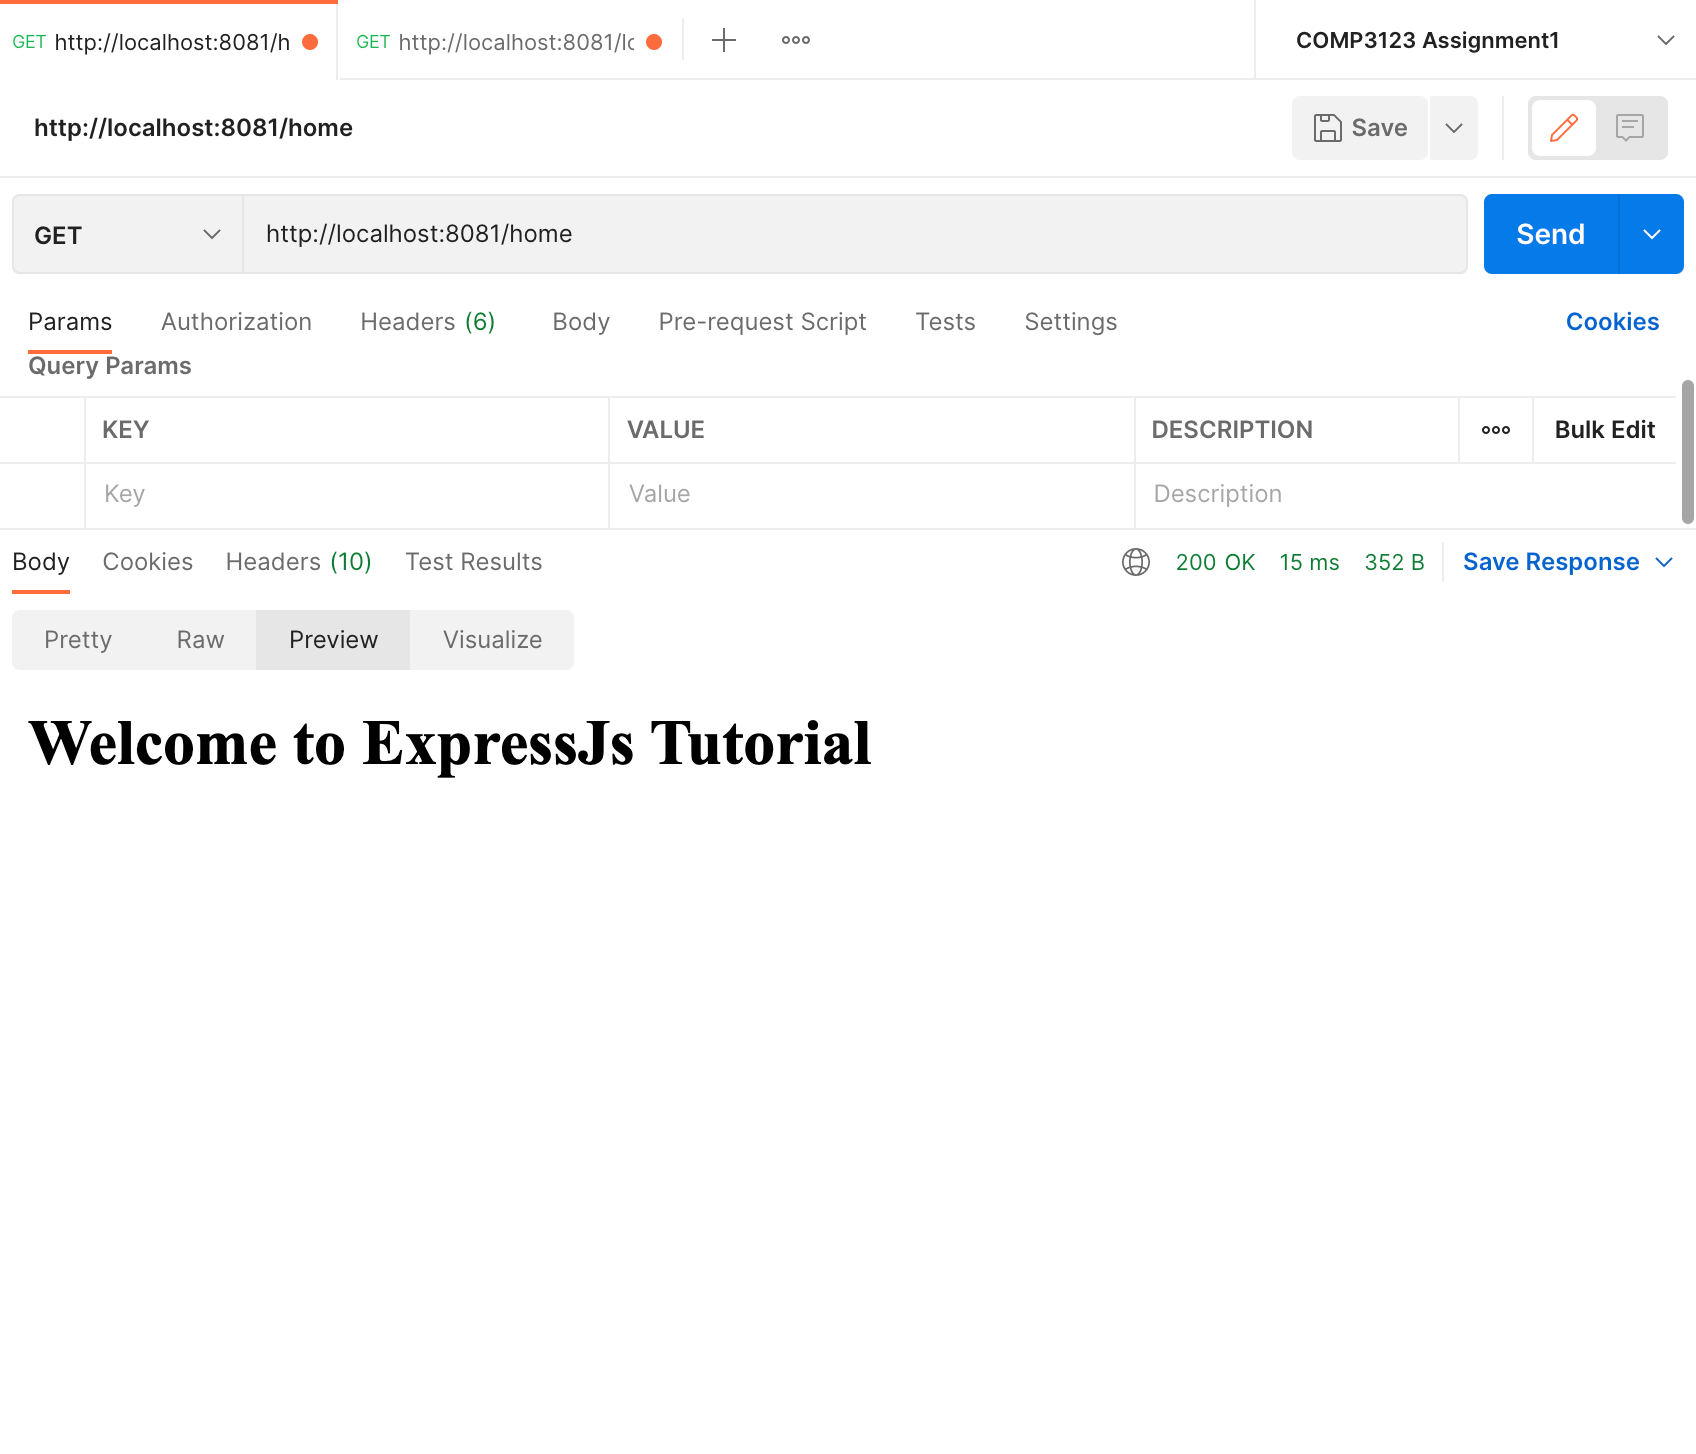 GET http://localhost:8081/h GET http://localhost:8081/lo COMP3123 Assignment1
http://localhost:8081/home Save
GET http://localhost:8081/home Send
Params Authorization Headers (6) Body Pre-request Script Tests Settings Cookies
Query Params
KEY VALUE DESCRIPTION Bulk Edit
Key Value Description
Body Cookies Headers (10) Test Results 200 OK 15 ms 352 B Save Response
Pretty Raw Preview Visualize
Welcome to ExpressJs Tutorial